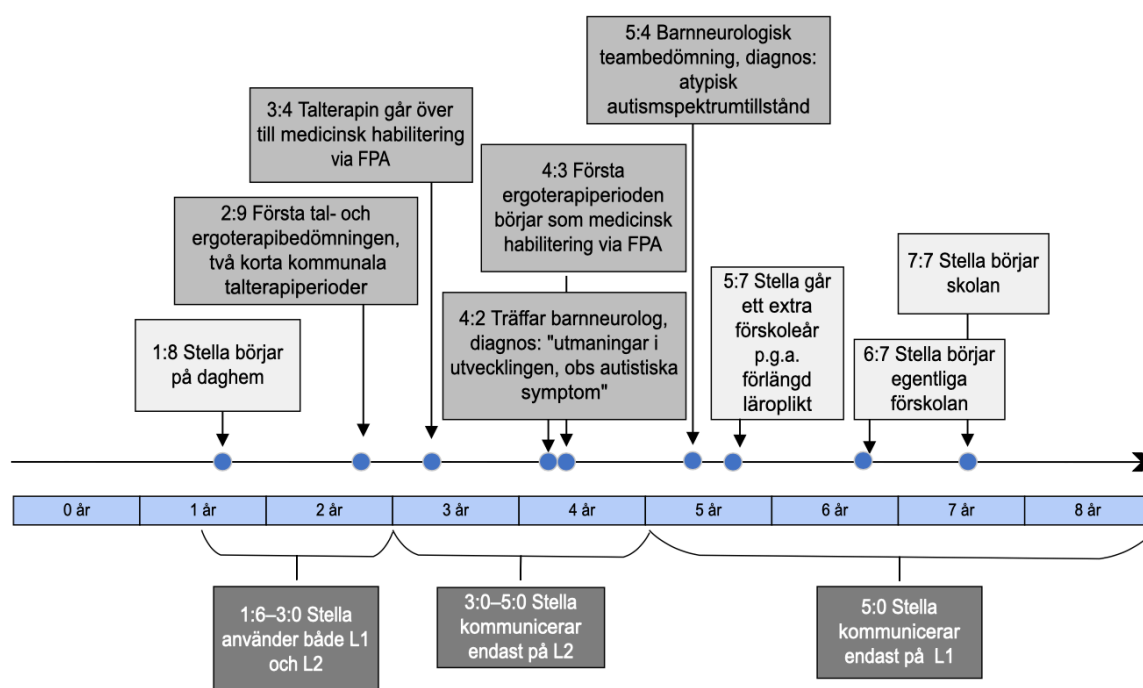 5:4 Barnneurologisk
teambedömning, diagnos:
atypisk
autismspektrumtillstånd
3:4 Talterapin går över
till medicinsk habilitering
via FPA
4:3 Första
ergoterapiperioden
börjar som medicinsk
habilitering via FPA
2:9 Första tal- och
ergoterapibedömningen,
två korta kommunala
talterapiperioder
7:7 Stella börjar
skolan
5:7 Stella går
ett extra
förskoleår
p.g.a.
förlängd
läroplikt
4:2 Träffar barnneurolog,
diagnos: "utmaningar i
utvecklingen, obs autistiska
symptom"
1:8 Stella börjar
på daghem
6:7 Stella börjar
egentliga
förskolan
0 år 1 år 2 år 3 år 4 år 5 år 6 år 7 år 8 år
1:6–3:0 Stella
använder både L1
och L2
3:0–5:0 Stella
kommunicerar
endast på L2
5:0 Stella
kommunicerar
endast på L1